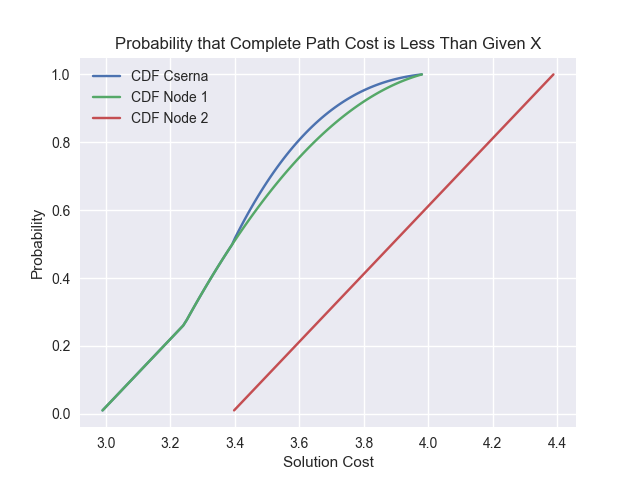 Probability that Complete Path Cost is Less Than Given X
CDF Cserna
CDF Node 1
CDF Node 2
1.0
0.8
0.6
0.4
0.2
0.0
Probability
3.0 3.2 3.4 3.6 3.8 4.0 4.2 4.4
Solution Cost